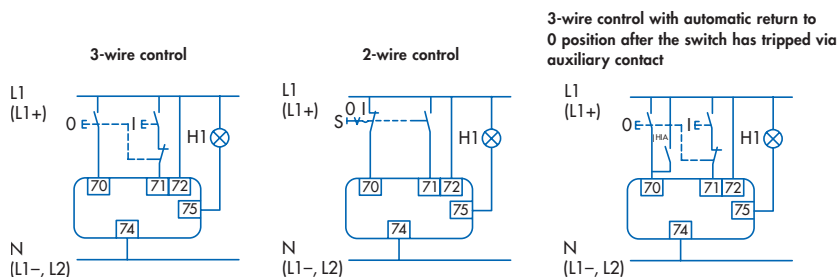 3-wire control
L1
(L1+)
0
I
H1
70
71
72
75
74
N
(L1–, L2)
2-wire control
L1
(L1+)
0 I
S
H1
70
71
72
75
74
N
(L1–, L2)
3-wire control with automatic return to
0 position after the switch has tripped via
auxiliary contact
L1
(L1+)
0
HIA
I
H1
70
71
72
75
74
N
(L1–, L2)